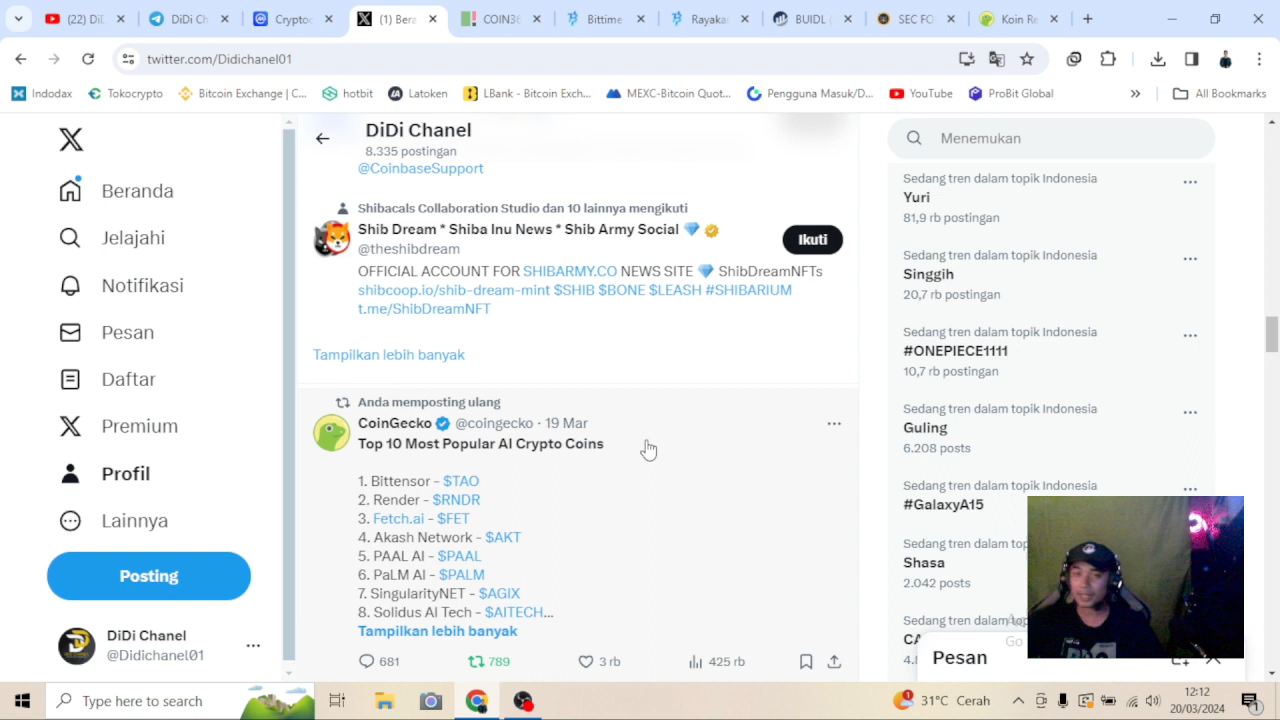 (22) DiD
DiDi Ch
Cryptoc
(1) Bera
COIN36
Bittime
Rayaka
BUIDL (
SEC FO
Koin Re
twitter.com/Didichanel01
Indodax
Tokocrypto
Bitcoin Exchange | C...
hotbit
Latoken
LBank - Bitcoin Exch...
MEXC-Bitcoin Quot...
Pengguna Masuk/D...
YouTube
ProBit Global
»
All Bookmarks
Beranda
Jelajahi
Notifikasi
Pesan
Daftar
Premium
Profil
Lainnya
Posting
DiDi Chanel
@Didichanel01
DiDi Chanel
8.335 postingan
@CoinbaseSupport
Shibacals Collaboration Studio dan 10 lainnya mengikuti
Shib Dream * Shiba Inu News * Shib Army Social 💎
@theshibdream
Ikuti
OFFICIAL ACCOUNT FOR SHIBARMY.CO NEWS SITE 💎 ShibDreamNFTs
shibcoop.io/shib-dream-mint $SHIB $BONE $LEASH #SHIBARIUM
t.me/ShibDreamNFT
Tampilkan lebih banyak
Anda memposting ulang
CoinGecko @coingecko · 19 Mar
Top 10 Most Popular AI Crypto Coins
1. Bittensor - $TAO
2. Render - $RNDR
3. Fetch.ai - $FET
4. Akash Network - $AKT
5. PAAL AI - $PAAL
6. PaLM AI - $PALM
7. SingularityNET - $AGIX
8. Solidus AI Tech - $AITECH...
Tampilkan lebih banyak
681
789
3 rb
425 rb
Menemukan
Sedang tren dalam topik Indonesia
Yuri
81,9 rb postingan
Sedang tren dalam topik Indonesia
Singgih
20,7 rb postingan
Sedang tren dalam topik Indonesia
#ONEPIECE1111
10,7 rb postingan
Sedang tren dalam topik Indonesia
Guling
6.208 posts
Sedang tren dalam topik Indonesia
#GalaxyA15
Sedang tren dalam top
Shasa
2.042 posts
Go
Pesan
Type here to search
1
31°C Cerah
12:12
20/03/2024
1